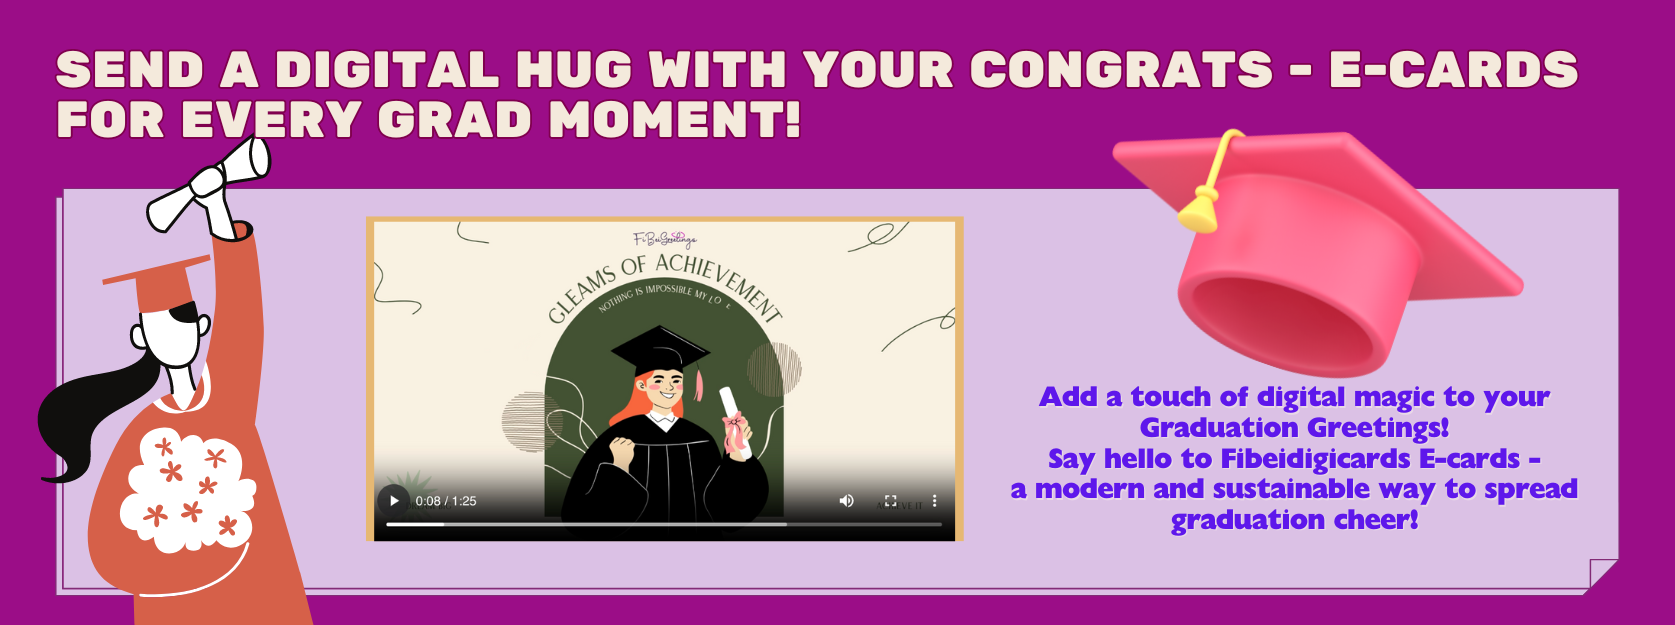 SEND A DIGITAL HUG WITH YOUR CONGRATS - E-CARDS
FOR EVERY GRAD MOMENT!
FiBeiGreetings
GLEAMS OF ACHIEVEMENT
NOTHING IS IMPOSSIBLE MY LO E
0:08 / 1:25
Add a touch of digital magic to your
Graduation Greetings!
Say hello to Fibeidigicards E-cards -
a modern and sustainable way to spread
graduation cheer!